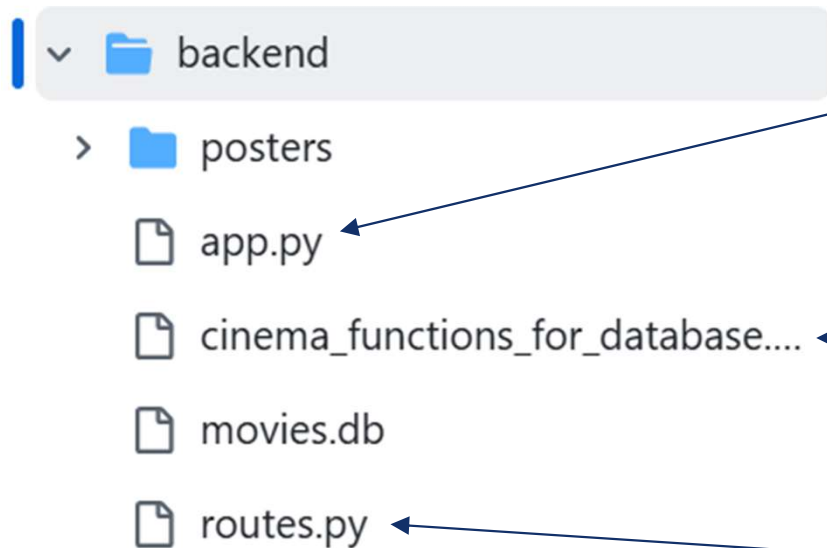 backend
posters
app.py
cinema_functions_for_database....
movies.db
routes.py